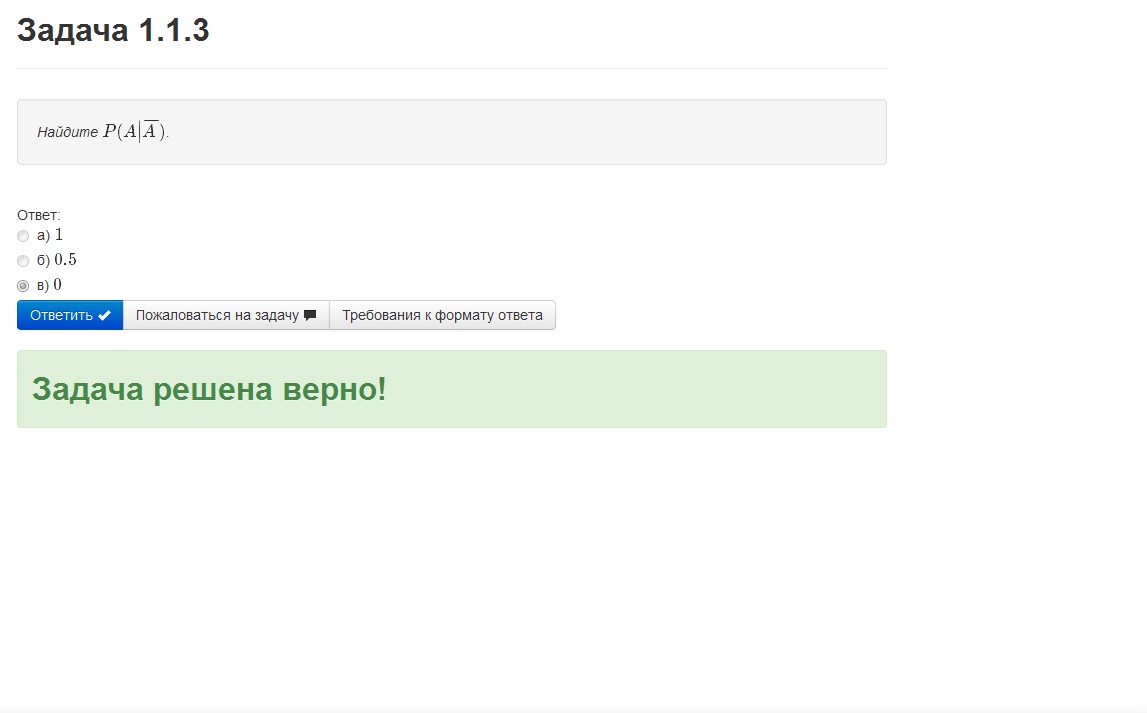 Задача 1.1.3
Найдите P(A|A̅).
Ответ:
а) 1
б) 0.5
в) 0
Ответить Пожаловаться на задачу Требования к формату ответа
Задача решена верно!